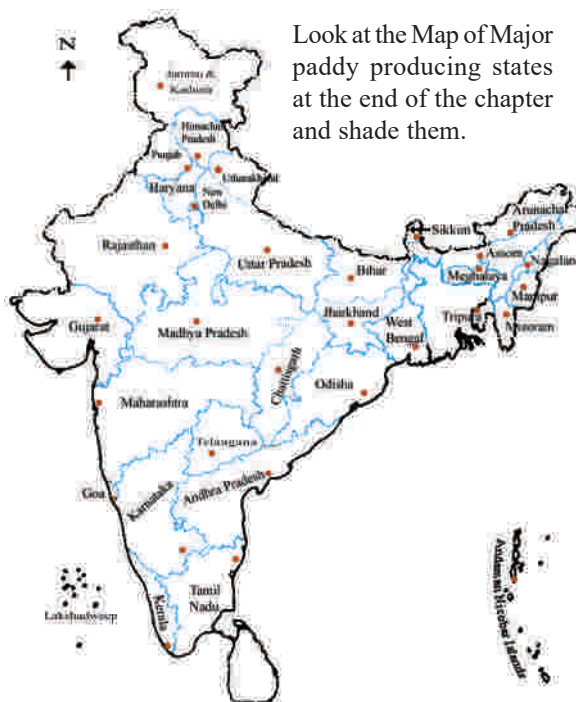 Look at the Map of Major
paddy producing states
at the end of the chapter
and shade them.
N
Jammu &
Kashmir
Himachal
Pradesh
Punjab
Uttarakhand
Haryana
New
Delhi
Arunachal
Pradesh
Sikkim
Rajasthan
Uttar Pradesh
Bihar
Assom
Nagalan
Meghalaya
Manipur
Gujarat
Madhya Pradesh
Jharkhand
West
Bengal
Tripura
Mizoram
Chattisgarh
Odisha
Maharashtra
Telangana
Goa
Karnataka
Andhra Pradesh
Tamil
Nadu
Kerala
Lakshadweep
Andaman Nicobar Islands